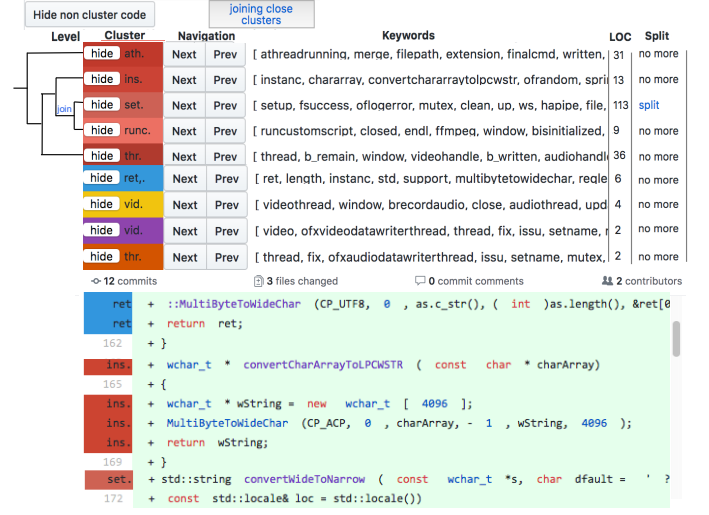 Hide non cluster code
joining close
clusters
Level Cluster Navigation Keywords LOC Split
hide ath. Next Prev [ athreadrunning, merge, filepath, extension, finalcmd, written, 31 no more
hide ins. Next Prev [ instanc, chararray, convertchararraytolpcwstr, ofrandom, spri 13 no more
join
hide set. Next Prev [ setup, fsuccess, oflogerror, mutex, clean, up, ws, hapipe, file, 113 split
hide runc. Next Prev [ runcustomscript, closed, endl, ffmpeg, window, bisinitialized, 9 no more
hide thr. Next Prev [ thread, b_remain, window, videohandle, b_written, audiohandl 36 no more
hide ret,. Next Prev [ ret, length, instanc, std, support, multibytetowidechar, reqle 6 no more
hide vid. Next Prev [ videothread, window, brecordaudio, close, audiothread, upd 4 no more
hide vid. Next Prev [ video, ofxvideodatawriterthread, thread, fix, issu, setname, r 2 no more
hide thr. Next Prev [ thread, fix, ofxaudiodatawriterthread, issu, setname, mutex, 2 no more
12 commits 3 files changed 0 commit comments 2 contributors
ret + ::MultiByteToWideChar (CP_UTF8, 0 , as.c_str(), ( int )as.length(), &ret[0
ret + return ret;
162 + }
ins. + wchar_t * convertCharArrayToLPCWSTR ( const char * charArray)
165 + {
ins. + wchar_t * wString = new wchar_t [ 4096 ];
ins. + MultiByteToWideChar (CP_ACP, 0 , charArray, - 1 , wString, 4096 );
ins. + return wString;
169 + }
set. + std::string convertWideToNarrow ( const wchar_t *s, char dfault = ' ?
172 + const std::locale& loc = std::locale())